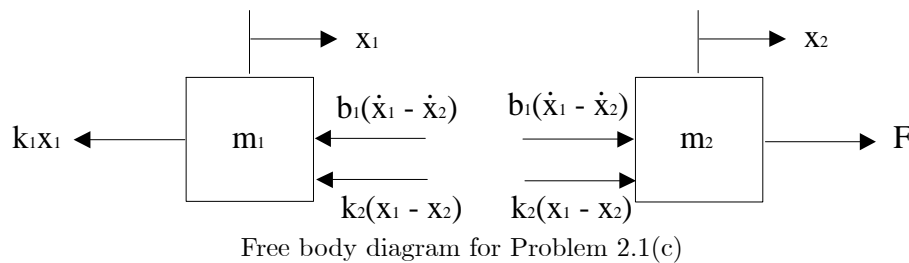 x₁ x₂
b₁(ẋ₁ - ẋ₂) b₁(ẋ₁ - ẋ₂)
k₁x₁ m₁ m₂ F
k₂(x₁ - x₂) k₂(x₁ - x₂)
Free body diagram for Problem 2.1(c)